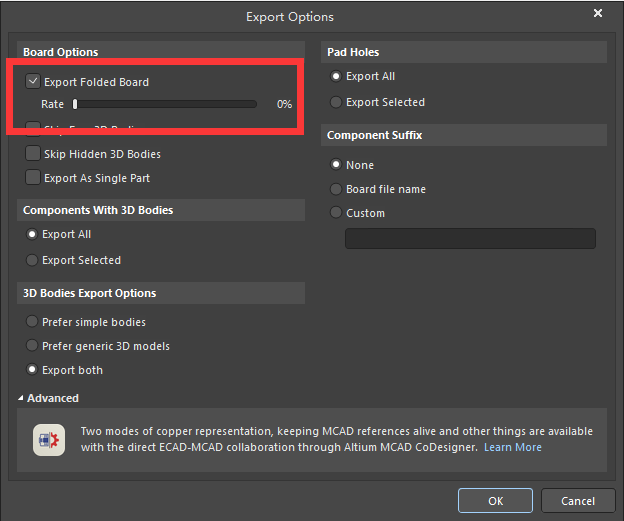 Export Options
Board Options
Export Folded Board
Rate 0%
Skip Hidden 3D Bodies
Export As Single Part
Components With 3D Bodies
Export All
Export Selected
3D Bodies Export Options
Prefer simple bodies
Prefer generic 3D models
Export both
Pad Holes
Export All
Export Selected
Component Suffix
None
Board file name
Custom
Advanced
Two modes of copper representation, keeping MCAD references alive and other things are available
with the direct ECAD-MCAD collaboration through Altium MCAD CoDesigner. Learn More
OK
Cancel